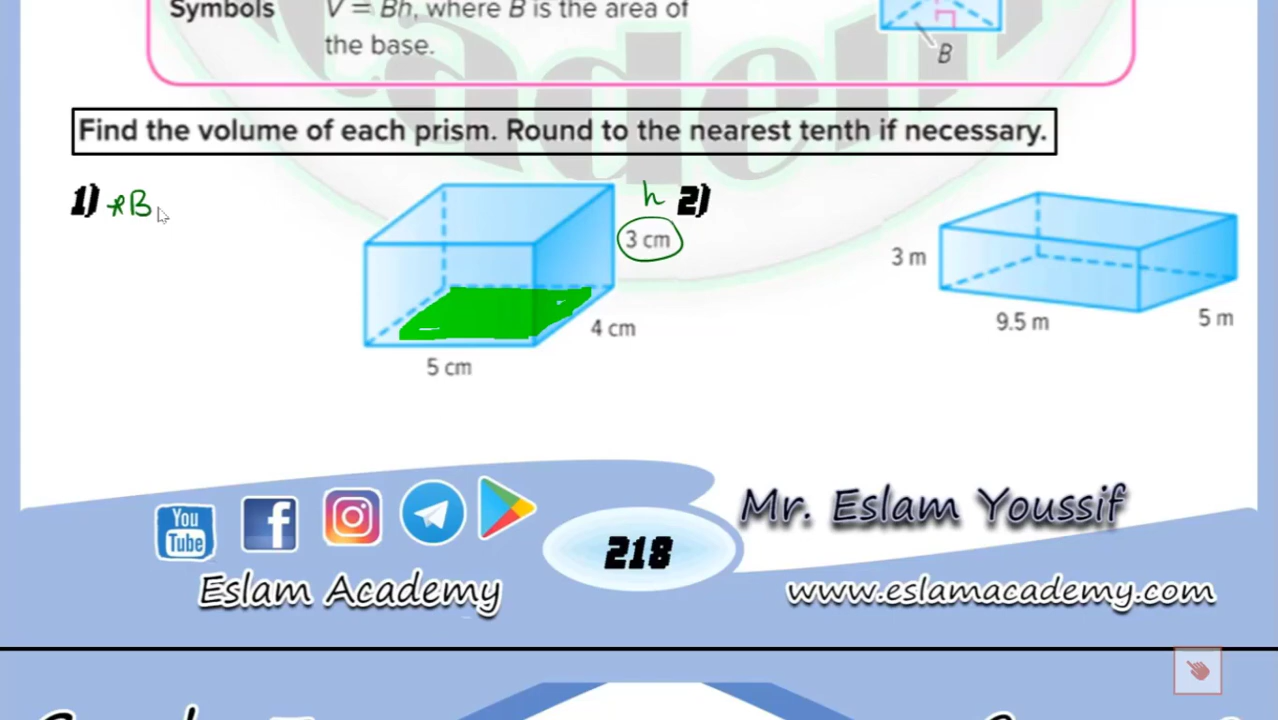 Symbols V = Bh, where B is the area of
the base.
B
Find the volume of each prism. Round to the nearest tenth if necessary.
1) *B
h
3 cm
4 cm
5 cm
2)
3 m
9.5 m
5 m
You
Tube
f
Eslam Academy
218
Mr. Eslam Youssif
www.eslamacademy.com